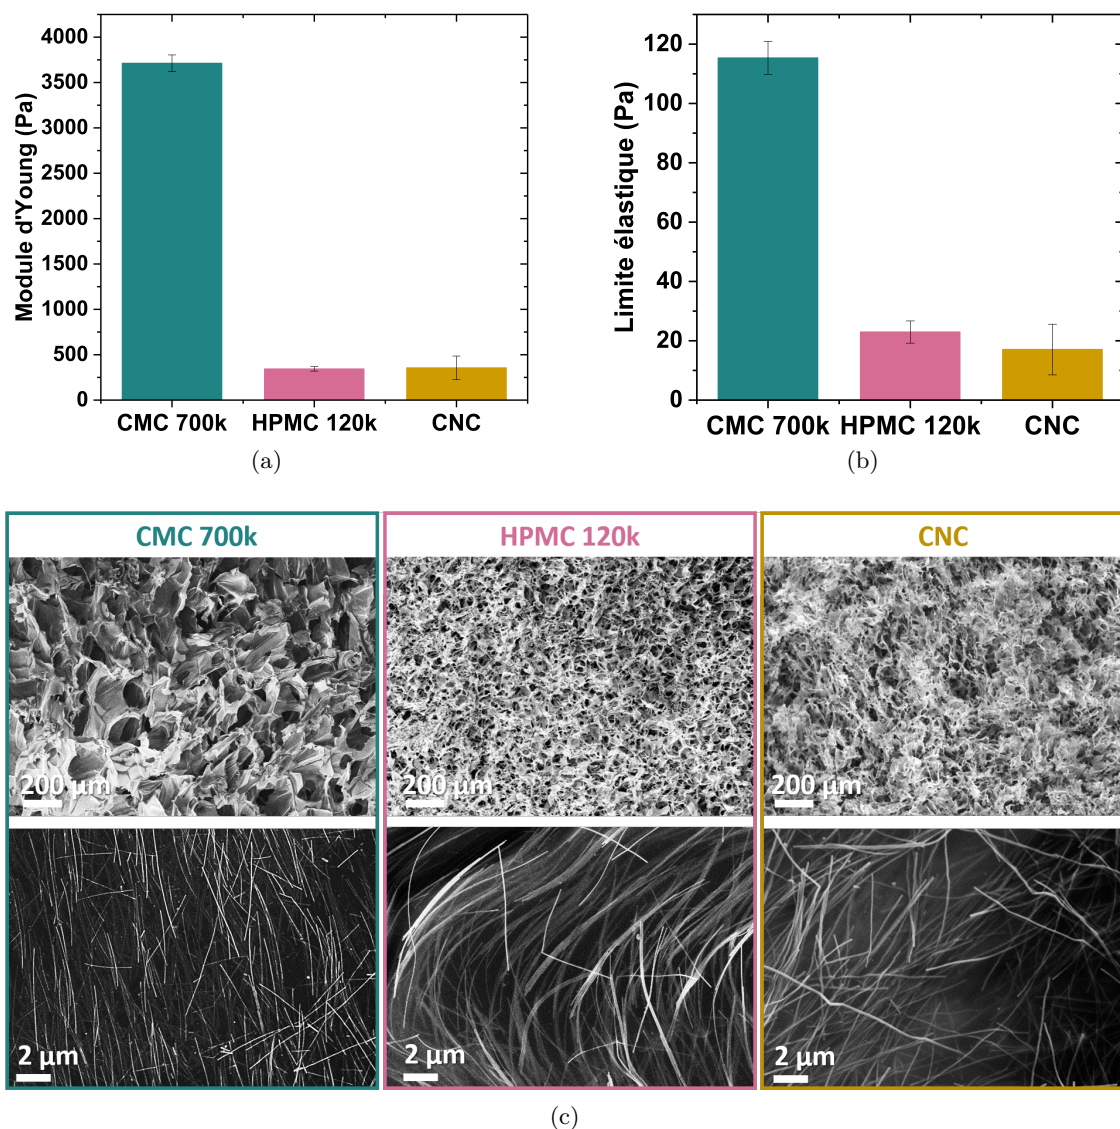 4000
3500
3000
2500
2000
1500
1000
500
0
Module d'Young (Pa)
CMC 700k HPMC 120k CNC
(a)
120
100
80
60
40
20
0
Limite élastique (Pa)
CMC 700k HPMC 120k CNC
(b)
CMC 700k
HPMC 120k
CNC
200 µm
200 µm
200 µm
2 µm
2 µm
2 µm
(c)